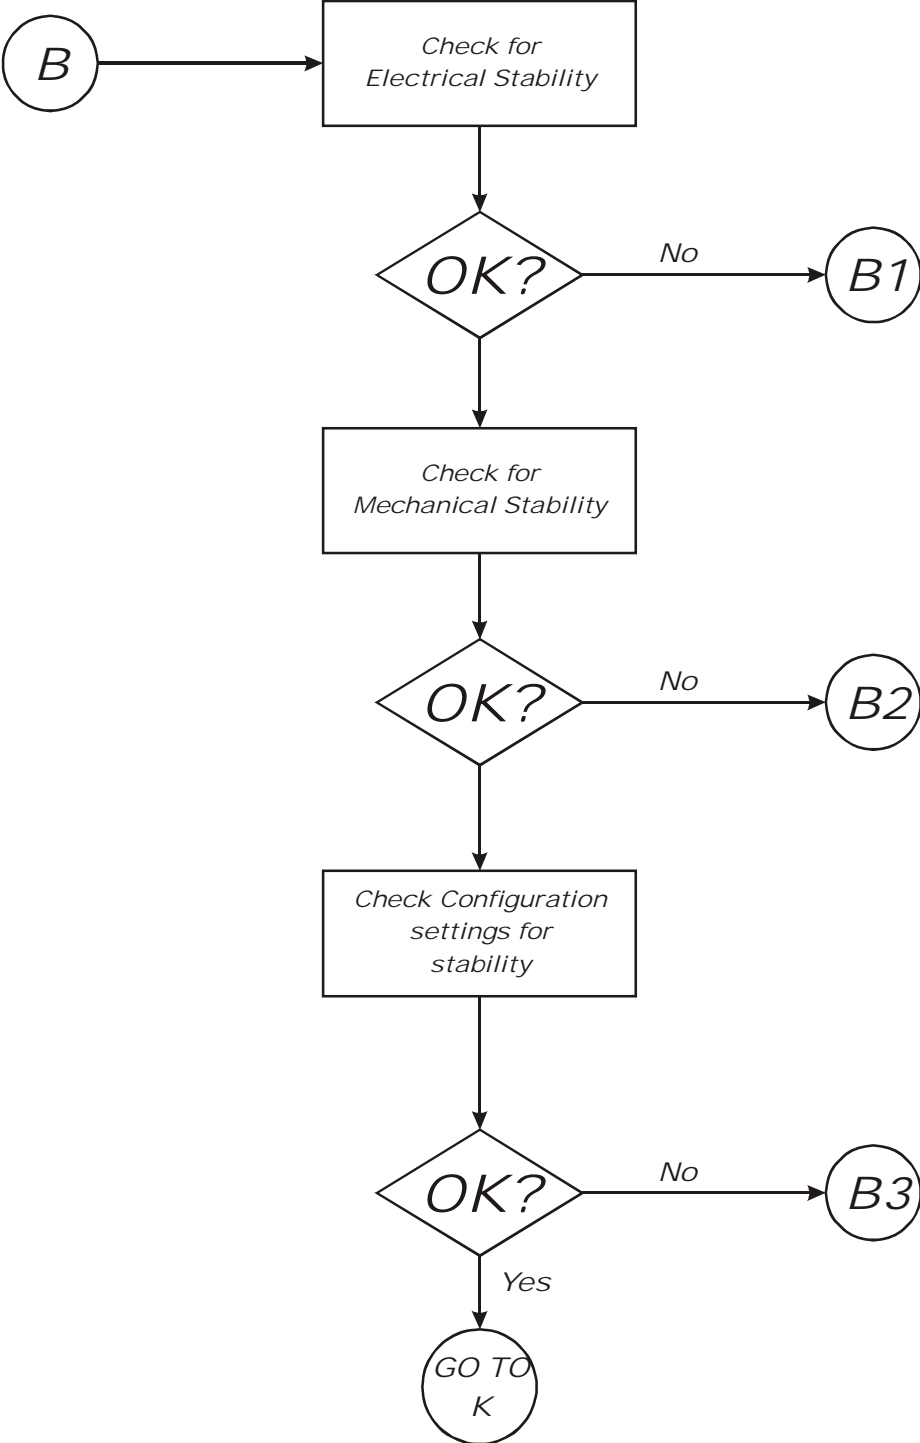 B
Check for
Electrical Stability
OK?
No
B1
Check for
Mechanical Stability
OK?
No
B2
Check Configuration
settings for
stability
OK?
No
B3
Yes
GO TO
K